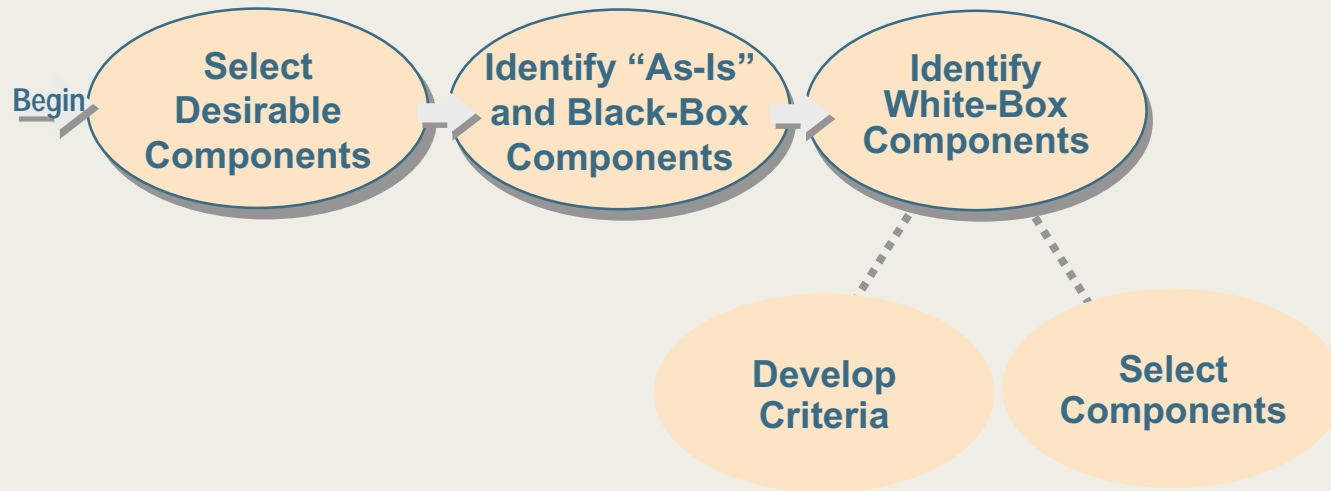 Begin
Select
Desirable
Components
Identify “As-Is”
and Black-Box
Components
Identify
White-Box
Components
Develop
Criteria
Select
Components